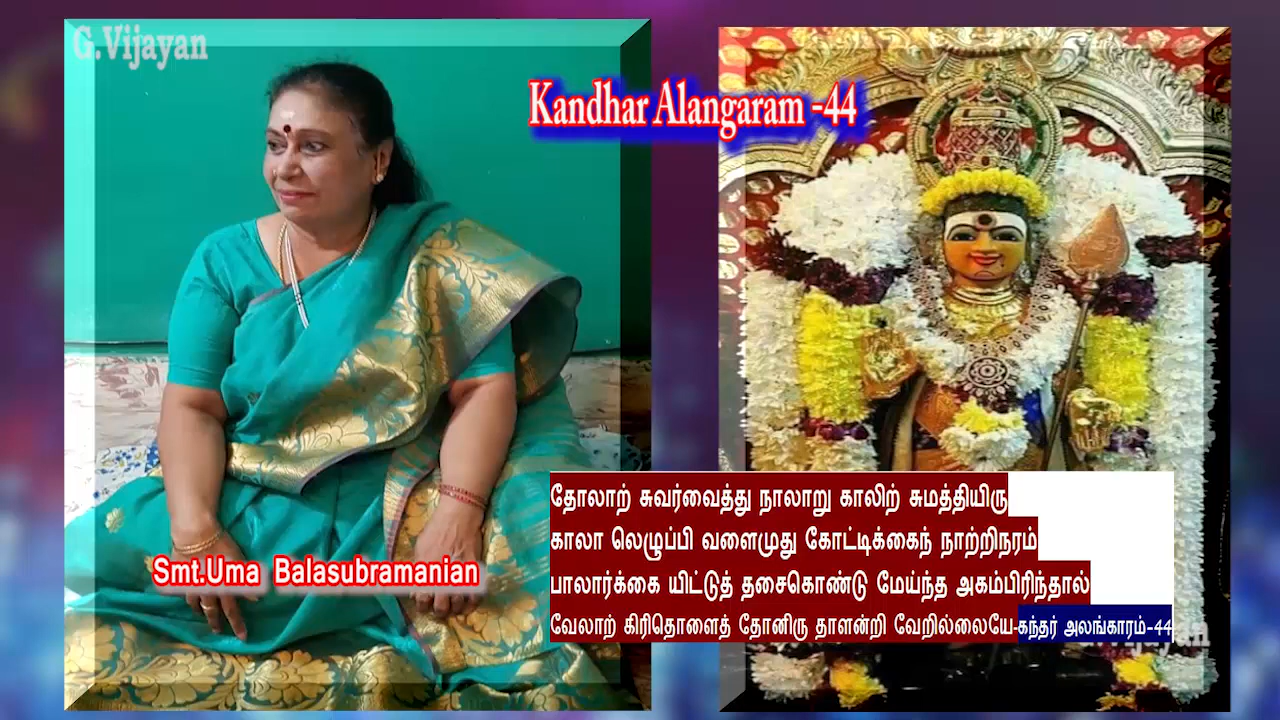 G.Vijayan
Kandhar Alangaram -44
தோலாற் சுவர்வைத்து நாலாறு காலிற் சுமத்தியிரு
காலா லெழுப்பி வளைமுது கோட்டிக்கைந் நாற்றிநரம்
பாலார்க்கை யிட்டுத் தசைகொண்டு மேய்ந்த அகம்பிரிந்தால்
வேலாற் கிரிதொளைத் தோனிரு தாளன்றி வேறில்லையே-கந்தர் அலங்காரம்-44
Smt.Uma Balasubramanian
G.Vijayan